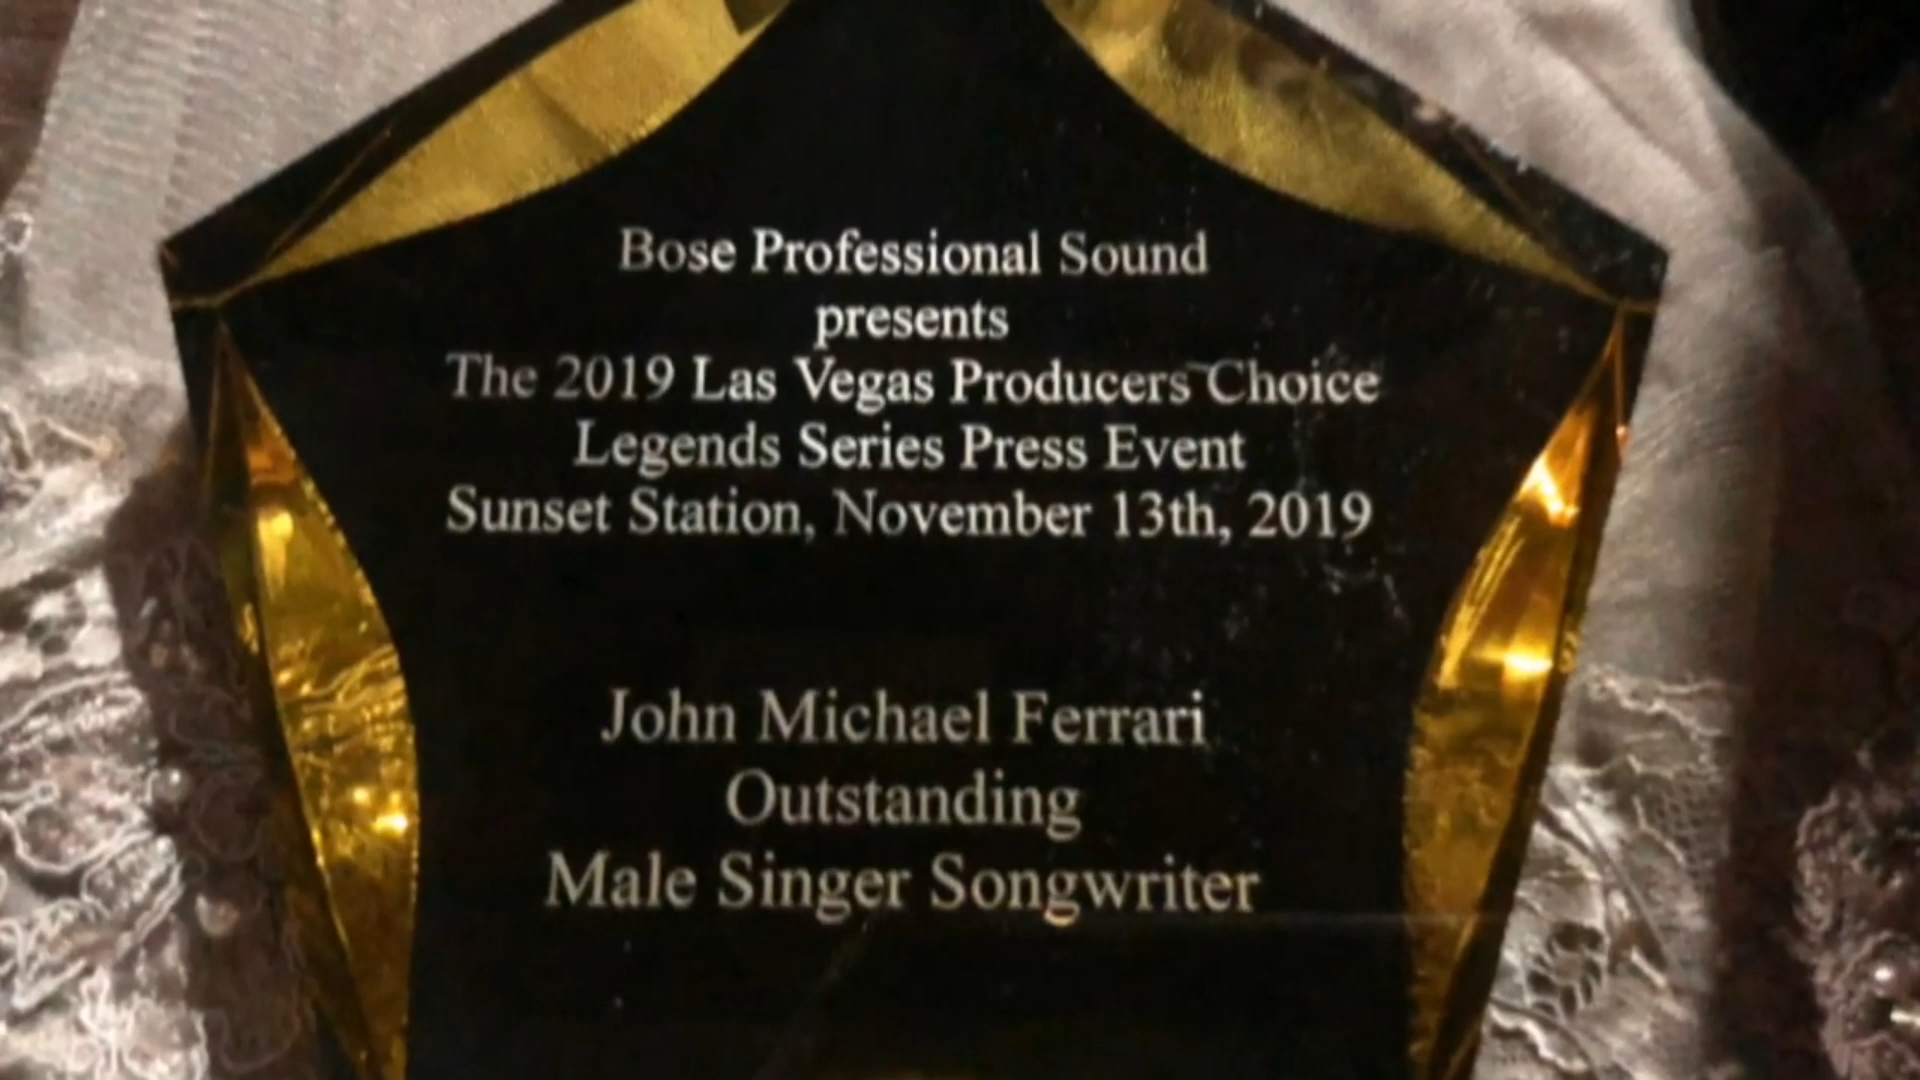 Bose Professional Sound
presents
The 2019 Las Vegas Producers Choice
Legends Series Press Event
Sunset Station, November 13th, 2019
John Michael Ferrari
Outstanding
Male Singer Songwriter